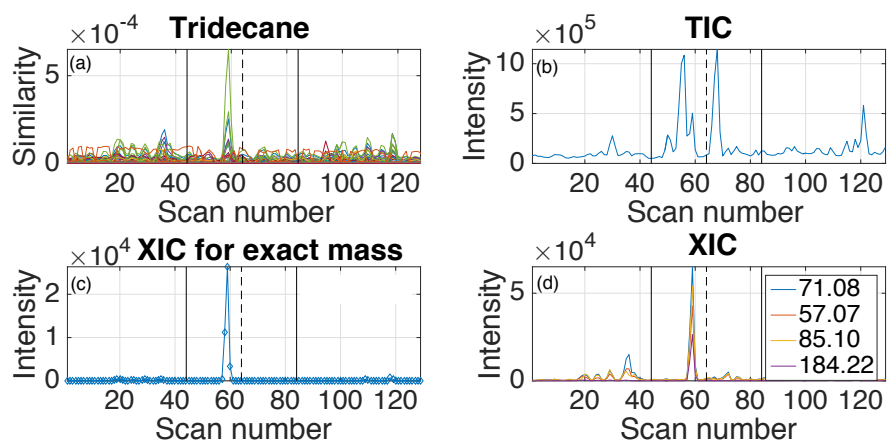 ×10⁻⁴ Tridecane
(a)
Similarity
5
0
20 40 60 80 100 120
Scan number
×10⁵ TIC
(b)
Intensity
10
5
0
20 40 60 80 100 120
Scan number
×10⁴ XIC for exact mass
(c)
Intensity
2
1
0
20 40 60 80 100 120
Scan number
×10⁴ XIC
(d)
Intensity
5
0
71.08
57.07
85.10
184.22
20 40 60 80 100 120
Scan number